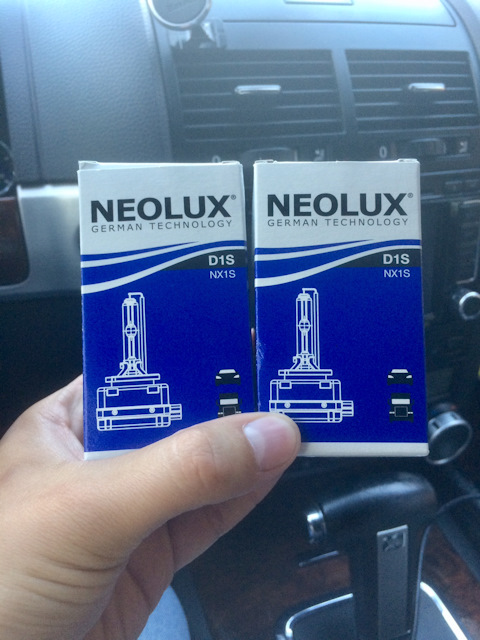 NEOLUX®
GERMAN TECHNOLOGY
D1S
NX1S
NEOLUX®
GERMAN TECHNOLOGY
D1S
NX1S